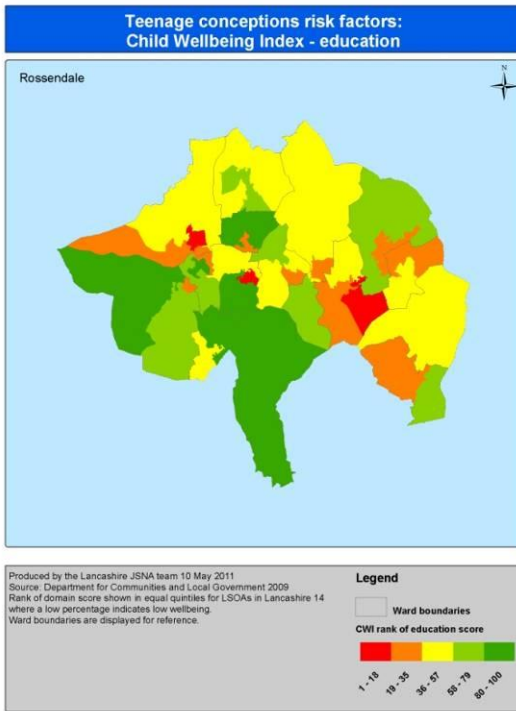 Teenage conceptions risk factors:
Child Wellbeing Index - education
Rossendale
N
Produced by the Lancashire JSNA team 10 May 2011
Source: Department for Communities and Local Government 2009
Rank of domain score shown in equal quintiles for LSOAs in Lancashire 14
where a low percentage indicates low wellbeing.
Ward boundaries are displayed for reference.
Legend
Ward boundaries
CWI rank of education score
1 - 18
19 - 35
36 - 57
58 - 79
80 - 100